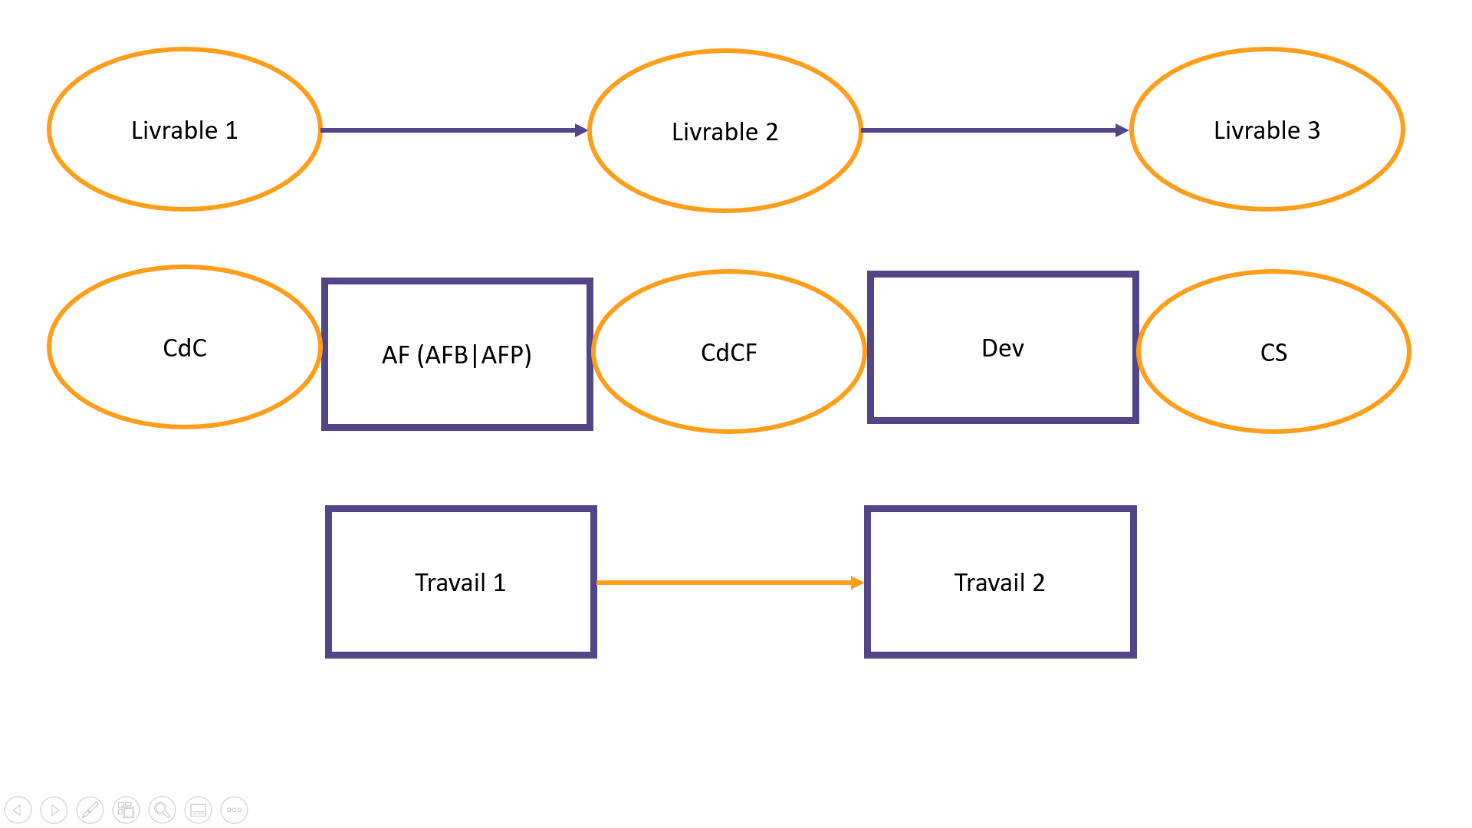 Livrable 1
Livrable 2
Livrable 3
CdC
AF (AFB|AFP)
CdCF
Dev
CS
Travail 1
Travail 2